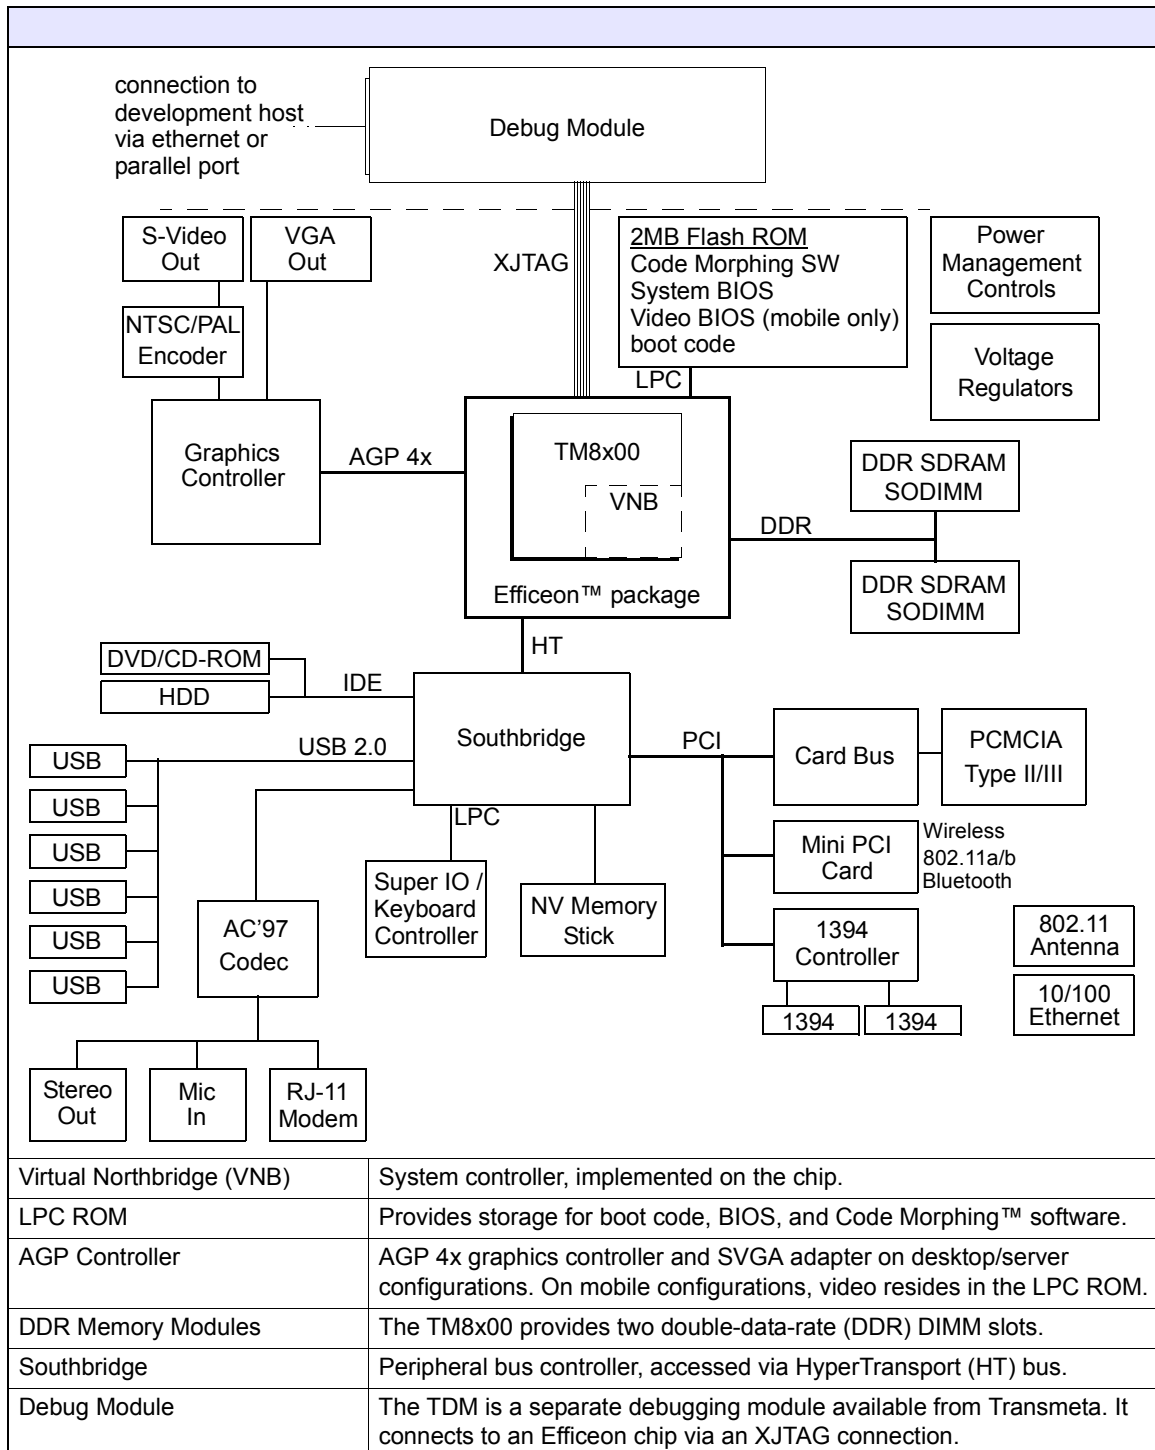 connection to
development host
via ethernet or
parallel port
Debug Module
S-Video
Out
VGA
Out
XJTAG
2MB Flash ROM
Code Morphing SW
System BIOS
Video BIOS (mobile only)
boot code
Power
Management
Controls
NTSC/PAL
Encoder
Voltage
Regulators
LPC
Graphics
Controller
AGP 4x
TM8x00
VNB
Efficeon™ package
DDR
DDR SDRAM
SODIMM
DDR SDRAM
SODIMM
HT
DVD/CD-ROM
HDD
IDE
Southbridge
USB 2.0
USB
USB
USB
USB
USB
USB
PCI
Card Bus
PCMCIA
Type II/III
LPC
Mini PCI
Card
Wireless
802.11a/b
Bluetooth
Super IO /
Keyboard
Controller
NV Memory
Stick
AC’97
Codec
1394
Controller
1394
1394
802.11
Antenna
10/100
Ethernet
Stereo
Out
Mic
In
RJ-11
Modem
Virtual Northbridge (VNB)
System controller, implemented on the chip.
LPC ROM
Provides storage for boot code, BIOS, and Code Morphing™ software.
AGP Controller
AGP 4x graphics controller and SVGA adapter on desktop/server
configurations. On mobile configurations, video resides in the LPC ROM.
DDR Memory Modules
The TM8x00 provides two double-data-rate (DDR) DIMM slots.
Southbridge
Peripheral bus controller, accessed via HyperTransport (HT) bus.
Debug Module
The TDM is a separate debugging module available from Transmeta. It
connects to an Efficeon chip via an XJTAG connection.